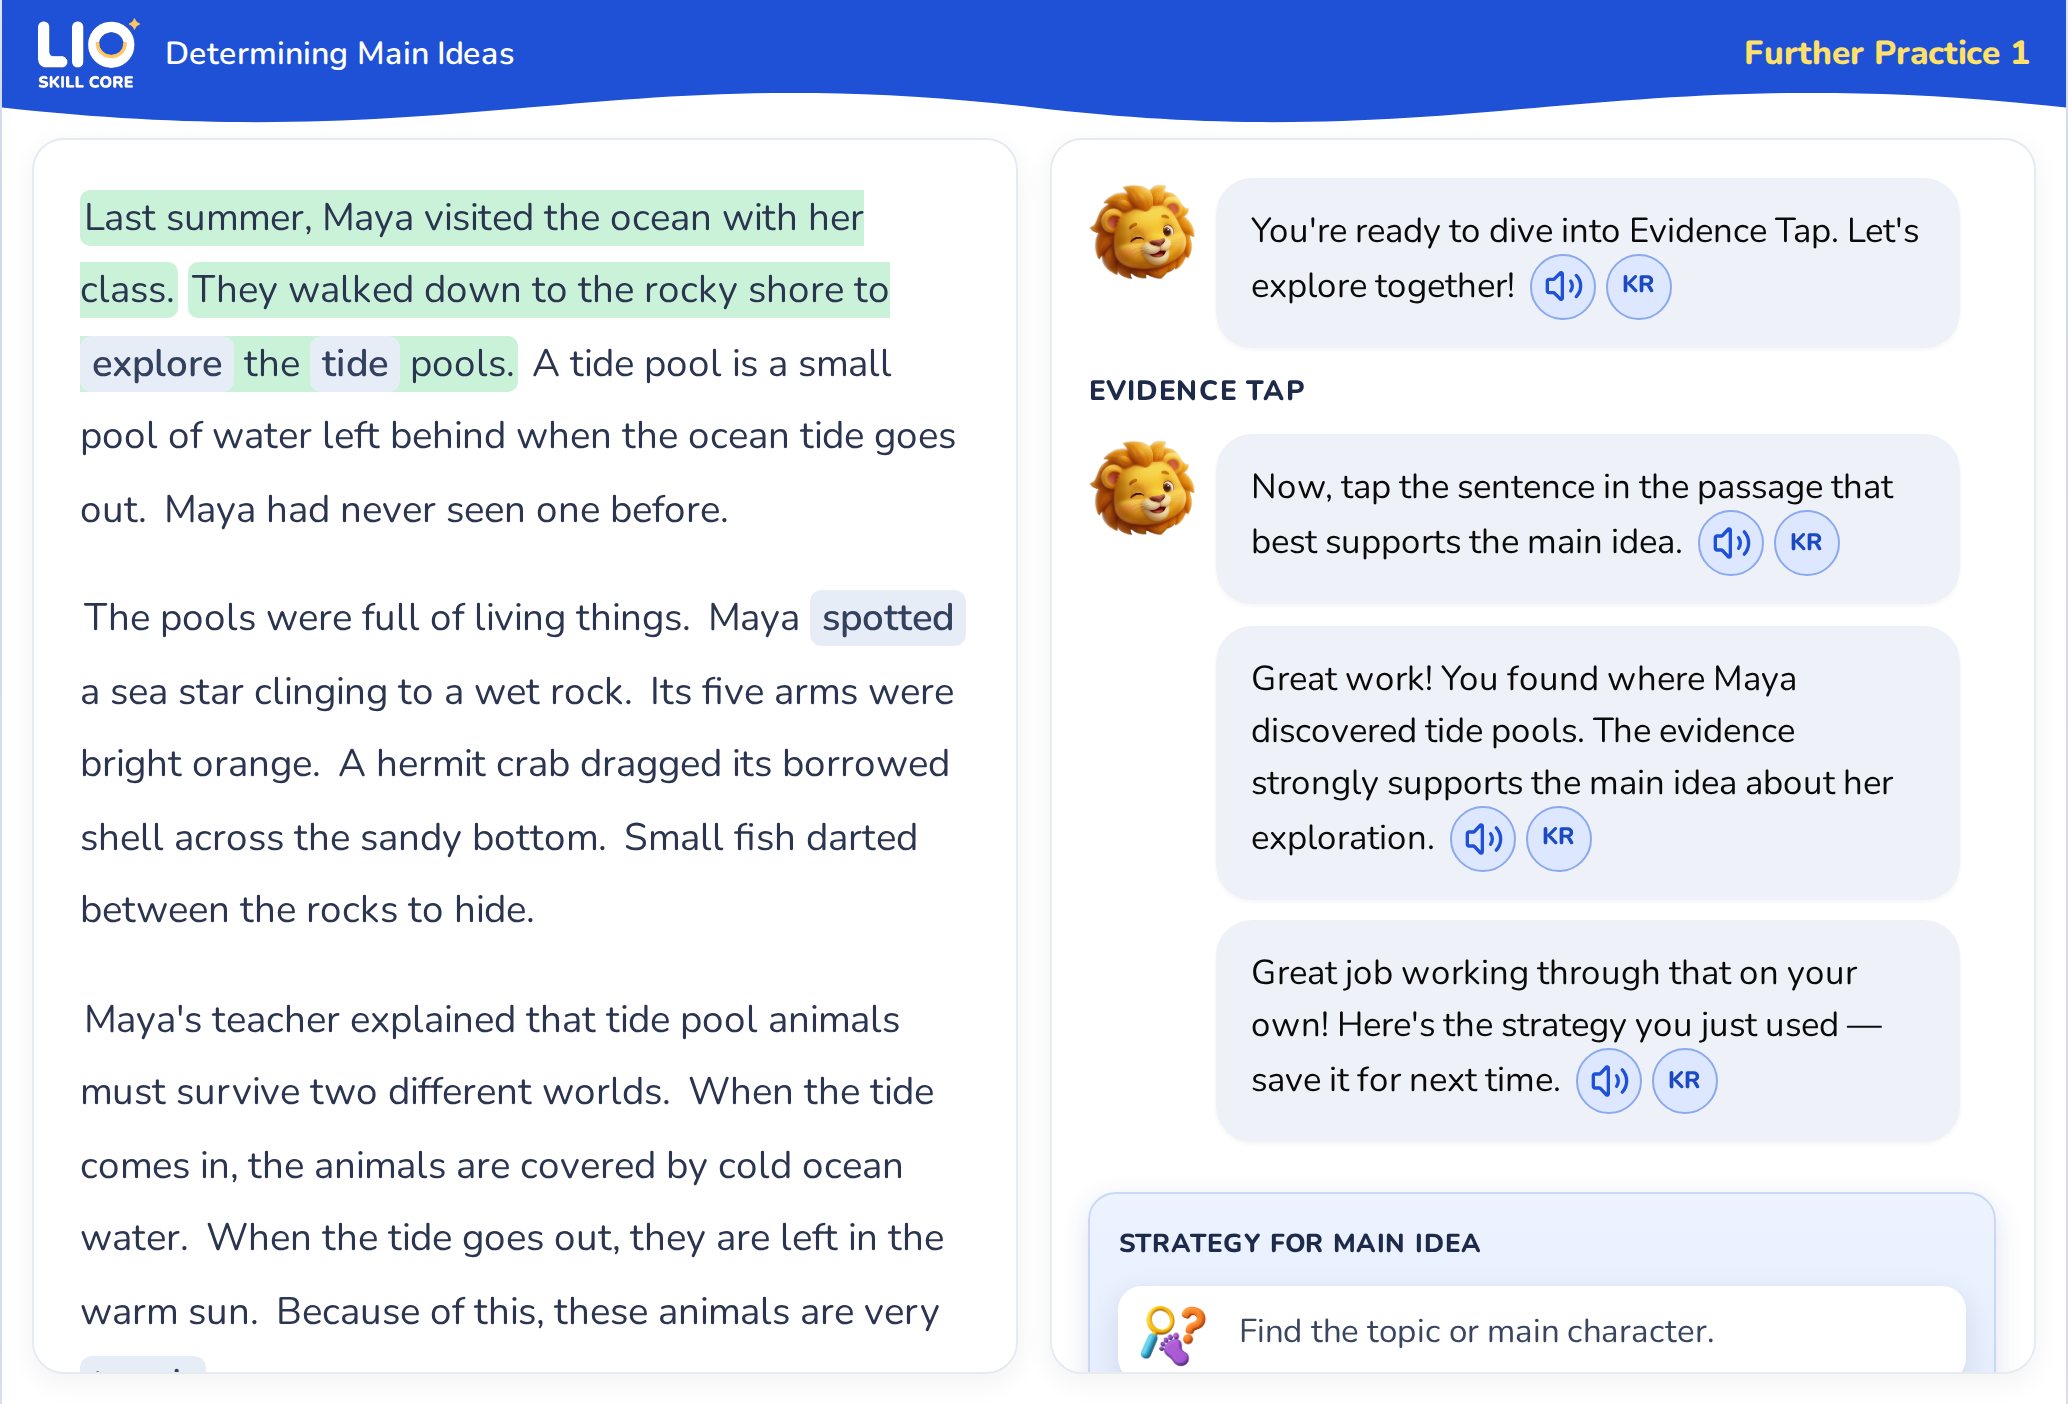 LIO
SKILL CORE
Determining Main Ideas
Further Practice 1
Last summer, Maya visited the ocean with her
class. They walked down to the rocky shore to
explore the tide pools. A tide pool is a small
pool of water left behind when the ocean tide goes
out. Maya had never seen one before.
The pools were full of living things. Maya spotted
a sea star clinging to a wet rock. Its five arms were
bright orange. A hermit crab dragged its borrowed
shell across the sandy bottom. Small fish darted
between the rocks to hide.
Maya's teacher explained that tide pool animals
must survive two different worlds. When the tide
comes in, the animals are covered by cold ocean
water. When the tide goes out, they are left in the
warm sun. Because of this, these animals are very
You're ready to dive into Evidence Tap. Let's
explore together! KR
EVIDENCE TAP
Now, tap the sentence in the passage that
best supports the main idea. KR
Great work! You found where Maya
discovered tide pools. The evidence
strongly supports the main idea about her
exploration. KR
Great job working through that on your
own! Here's the strategy you just used —
save it for next time. KR
STRATEGY FOR MAIN IDEA
Find the topic or main character.